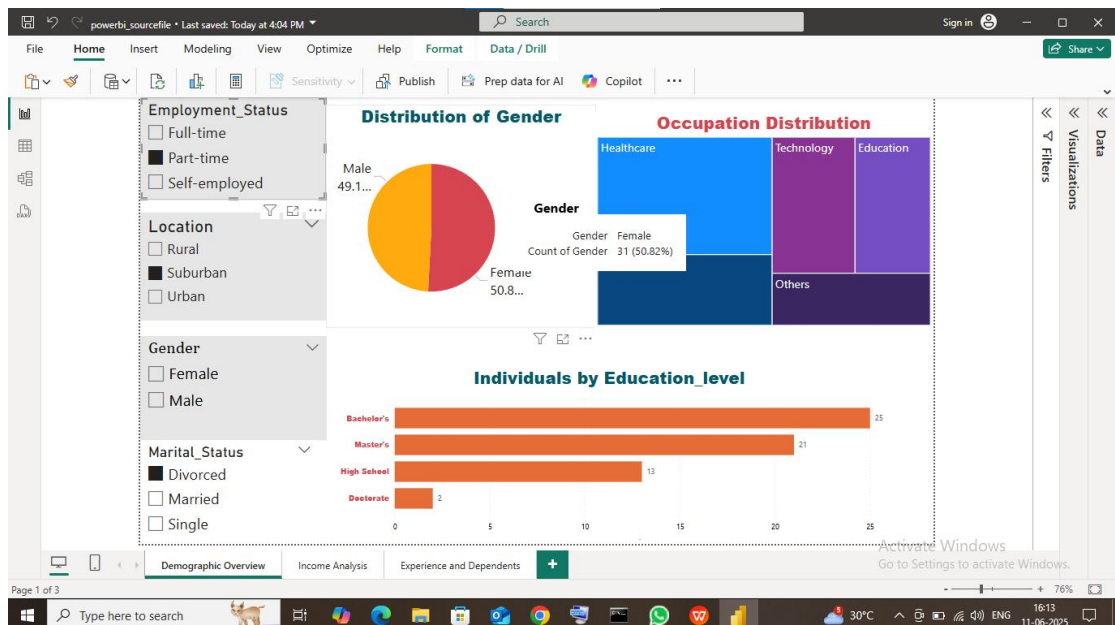 powerbi_sourcefile • Last saved: Today at 4:04 PM
Search
Sign in
File Home Insert Modeling View Optimize Help Format Data / Drill
Share
Sensitivity Publish Prep data for AI Copilot ...
Employment_Status
Full-time
Part-time
Self-employed
Location
Rural
Suburban
Urban
Gender
Female
Male
Marital_Status
Divorced
Married
Single
Distribution of Gender
Male
49.1...
Female
50.8...
Gender
Gender Female
Count of Gender 31 (50.82%)
Occupation Distribution
Healthcare
Technology
Education
Others
Individuals by Education_level
Bachelor's 25
Master's 21
High School 13
Doctorate 2
0 5 10 15 20 25
Filters
Visualizations
Data
Activate Windows
Go to Settings to activate Windows.
Demographic Overview Income Analysis Experience and Dependents +
Page 1 of 3
- + 76%
Type here to search
5
30°C
ENG
16:13
11-06-2025